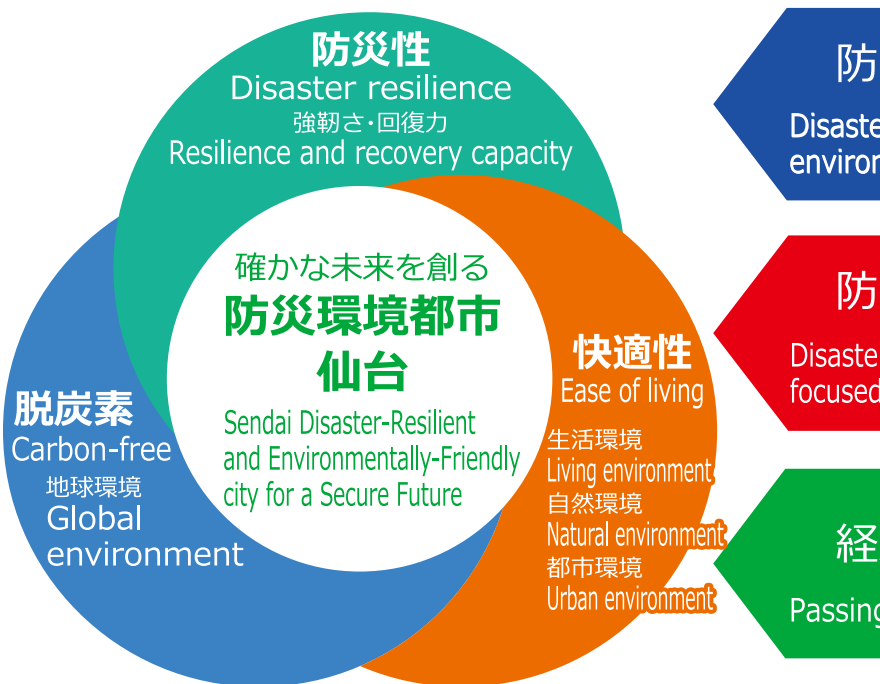 防災性
Disaster resilience
強靭さ・回復力
Resilience and recovery capacity
確かな未来を創る
防災環境都市
仙台
Sendai Disaster-Resilient
and Environmentally-Friendly
city for a Secure Future
脱炭素
Carbon-free
地球環境
Global
environment
快適性
Ease of living
生活環境
Living environment
自然環境
Natural environment
都市環境
Urban environment
防
防
Disaste
focused
経
Passing